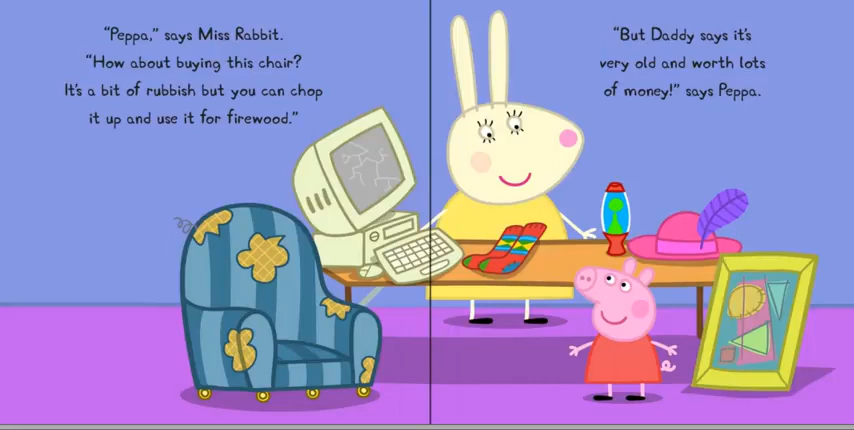 “Peppa,” says Miss Rabbit.
“How about buying this chair?
It’s a bit of rubbish but you can chop
it up and use it for firewood.”
“But Daddy says it’s
very old and worth lots
of money!” says Peppa.